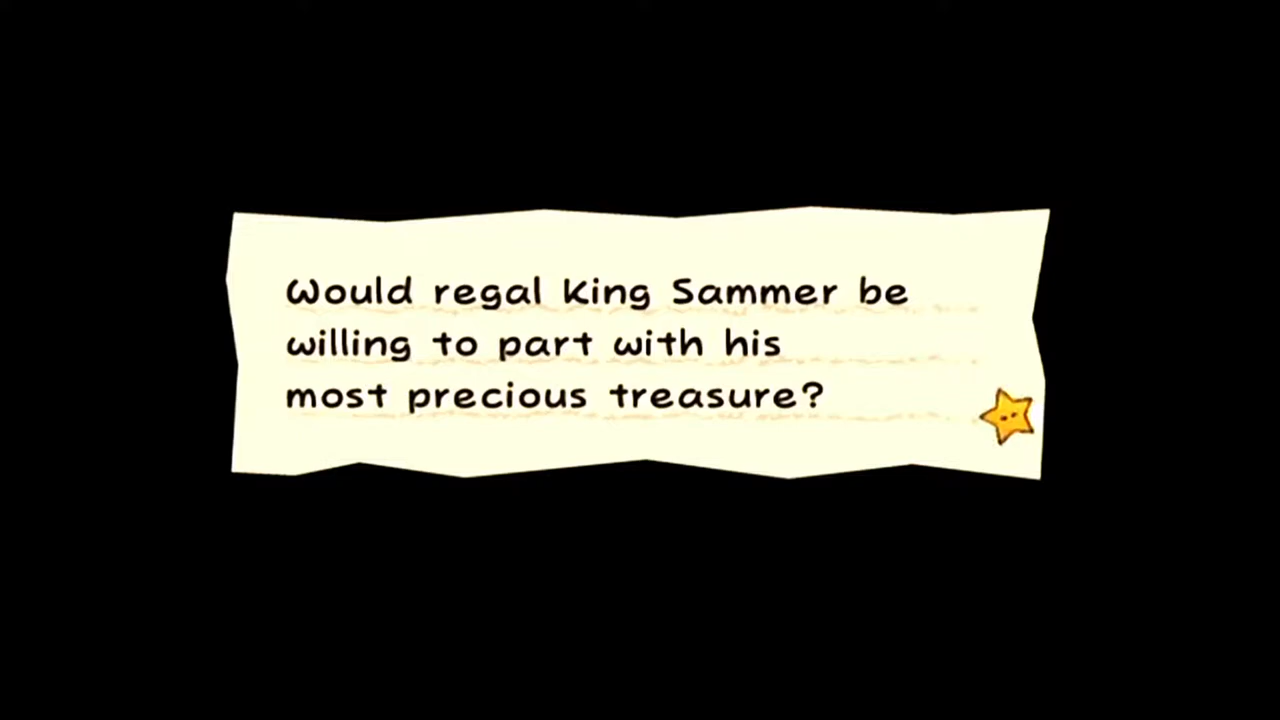 Would regal King Sammer be
willing to part with his
most precious treasure?